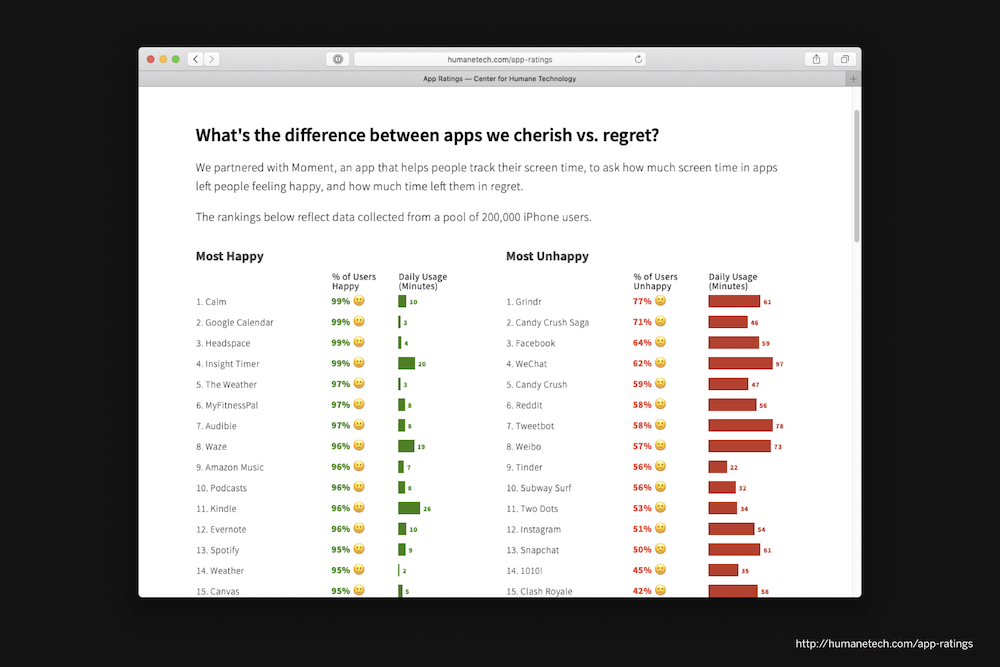 humanetech.com/app-ratings
App Ratings — Center for Humane Technology
What's the difference between apps we cherish vs. regret?
We partnered with Moment, an app that helps people track their screen time, to ask how much screen time in apps
left people feeling happy, and how much time left them in regret.
The rankings below reflect data collected from a pool of 200,000 iPhone users.
Most Happy
% of Users Daily Usage
Happy (Minutes)
1. Calm 99% 10
2. Google Calendar 99% 3
3. Headspace 99% 4
4. Insight Timer 99% 20
5. The Weather 97% 3
6. MyFitnessPal 97% 8
7. Audible 97% 8
8. Waze 96% 19
9. Amazon Music 96% 7
10. Podcasts 96% 8
11. Kindle 96% 26
12. Evernote 96% 10
13. Spotify 95% 9
14. Weather 95% 2
15. Canvas 95% 5
Most Unhappy
% of Users Daily Usage
Unhappy (Minutes)
1. Grindr 77% 61
2. Candy Crush Saga 71% 46
3. Facebook 64% 59
4. WeChat 62% 97
5. Candy Crush 59% 47
6. Reddit 58% 56
7. Tweetbot 58% 78
8. Weibo 57% 73
9. Tinder 56% 22
10. Subway Surf 56% 32
11. Two Dots 53% 34
12. Instagram 51% 54
13. Snapchat 50% 61
14. 1010! 45% 35
15. Clash Royale 42% 58
http://humanetech.com/app-ratings